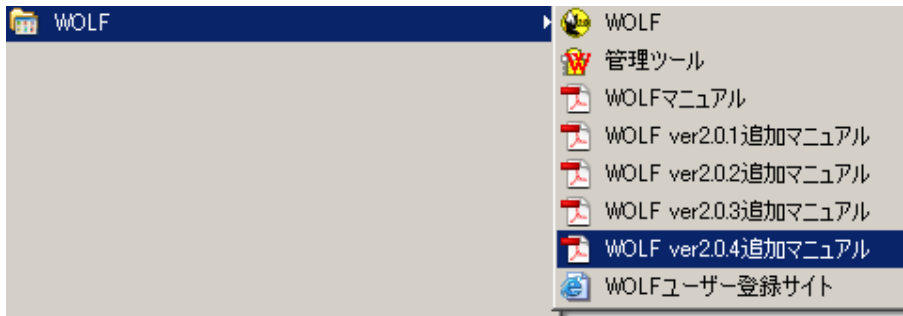 WOLF
WOLF
管理ツール
WOLFマニュアル
WOLF ver2.0.1追加マニュアル
WOLF ver2.0.2追加マニュアル
WOLF ver2.0.3追加マニュアル
WOLF ver2.0.4追加マニュアル
WOLFユーザー登録サイト